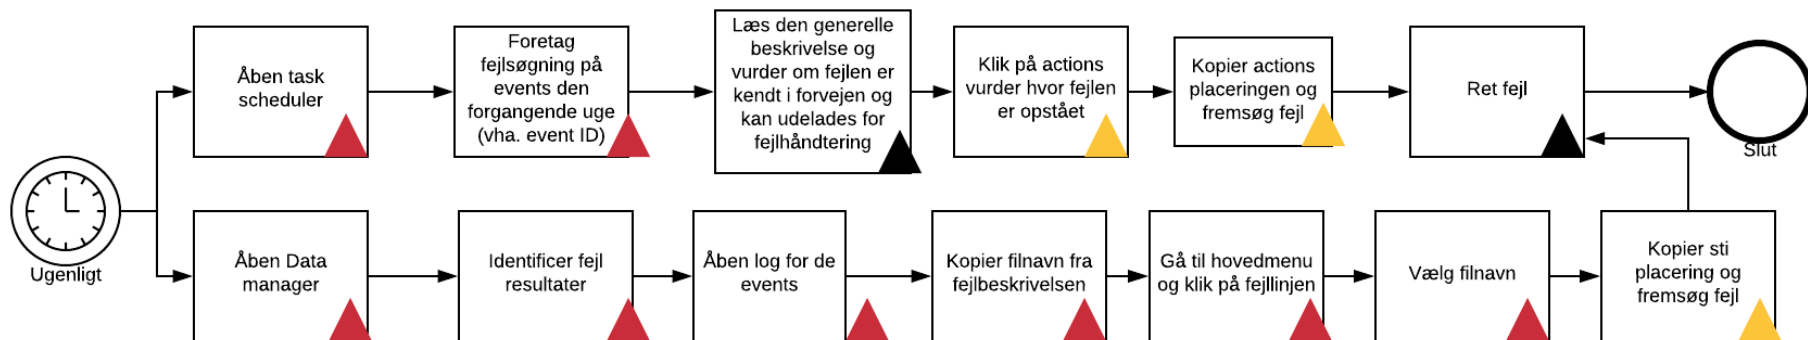 Åben task
scheduler
Foretag
fejlsøgning på
events den
forgangende uge
(vha. event ID)
Læs den generelle
beskrivelse og
vurder om fejlen er
kendt i forvejen og
kan udelades for
fejlhåndtering
Klik på actions
vurder hvor fejlen
er opstået
Kopier actions
placeringen og
fremsøg fejl
Ret fejl
Slut
Ugenligt
Åben Data
manager
Identificer fejl
resultater
Åben log for de
events
Kopier filnavn fra
fejlbeskrivelsen
Gå til hovedmenu
og klik på fejllinjen
Vælg filnavn
Kopier sti
placering og
fremsøg fejl